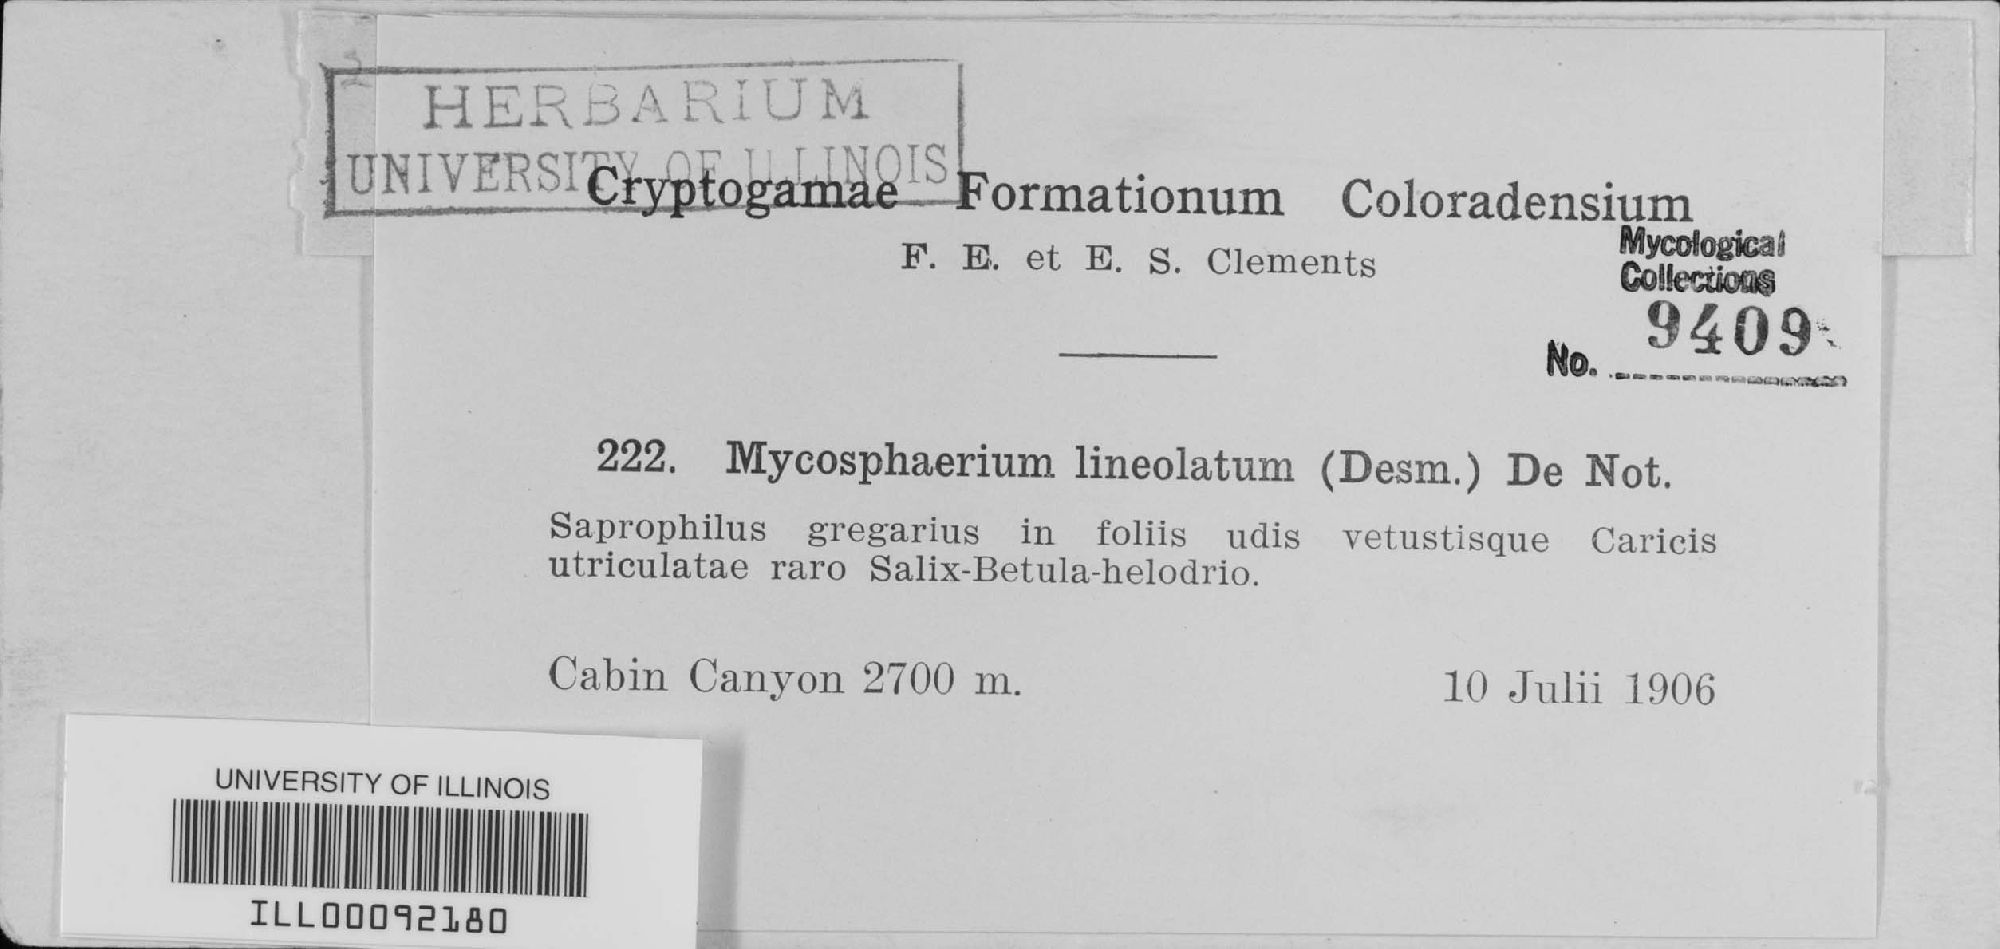 HERBARIUM
UNIVERSITY OF ILLINOIS
Cryptogamae Formationum Coloradensium
F. E. et E. S. Clements
Mycological
Collections
No. 9409
222. Mycosphaerium lineolatum (Desm.) De Not.
Saprophilus gregarius in foliis udis vetustisque Caricis
utriculatae raro Salix-Betula-helodrio.
Cabin Canyon 2700 m. 10 Julii 1906
UNIVERSITY OF ILLINOIS
ILL00092180